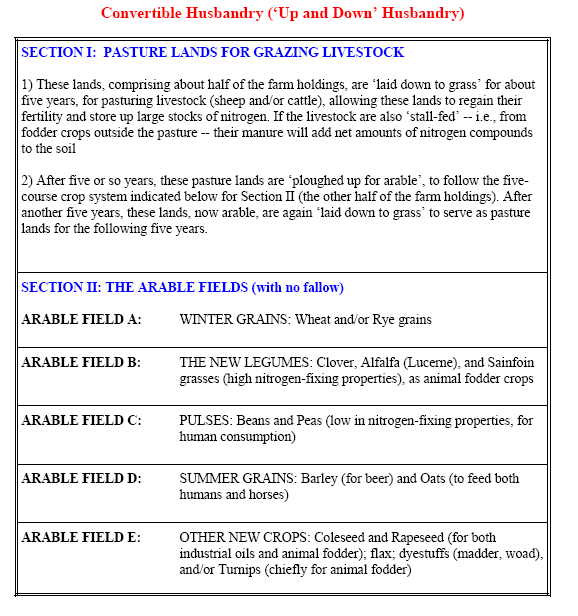 Convertible Husbandry (‘Up and Down’ Husbandry)
SECTION I: PASTURE LANDS FOR GRAZING LIVESTOCK
1) These lands, comprising about half of the farm holdings, are ‘laid down to grass’ for about
five years, for pasturing livestock (sheep and/or cattle), allowing these lands to regain their
fertility and store up large stocks of nitrogen. If the livestock are also ‘stall-fed’ -- i.e., from
fodder crops outside the pasture -- their manure will add net amounts of nitrogen compounds
to the soil
2) After five or so years, these pasture lands are ‘ploughed up for arable’, to follow the five-
course crop system indicated below for Section II (the other half of the farm holdings). After
another five years, these lands, now arable, are again ‘laid down to grass’ to serve as pasture
lands for the following five years.
SECTION II: THE ARABLE FIELDS (with no fallow)
ARABLE FIELD A: WINTER GRAINS: Wheat and/or Rye grains
ARABLE FIELD B: THE NEW LEGUMES: Clover, Alfalfa (Lucerne), and Sainfoin
grasses (high nitrogen-fixing properties), as animal fodder crops
ARABLE FIELD C: PULSES: Beans and Peas (low in nitrogen-fixing properties, for
human consumption)
ARABLE FIELD D: SUMMER GRAINS: Barley (for beer) and Oats (to feed both
humans and horses)
ARABLE FIELD E: OTHER NEW CROPS: Coleseed and Rapeseed (for both
industrial oils and animal fodder); flax; dyestuffs (madder, woad),
and/or Turnips (chiefly for animal fodder)